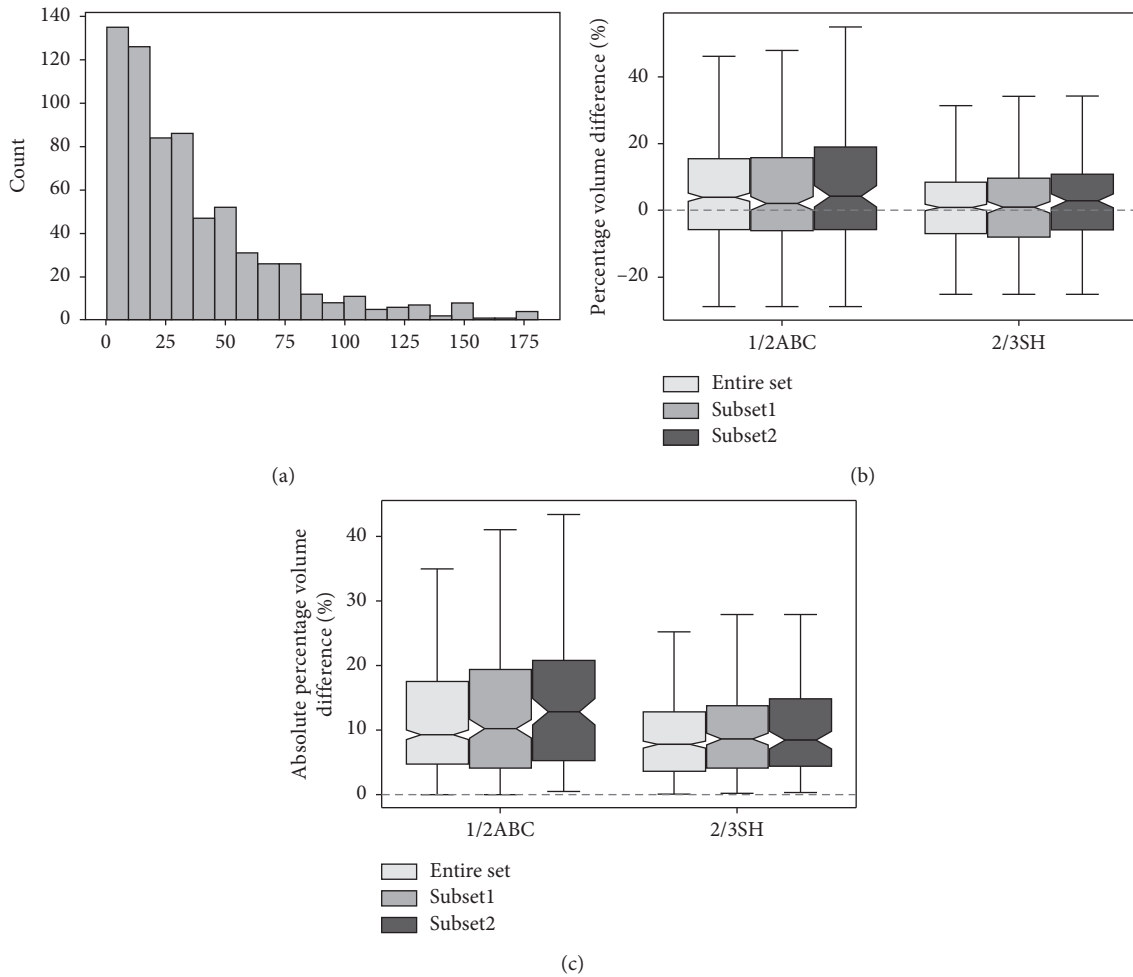 140
120
100
80
60
40
20
0
Count
0 25 50 75 100 125 150 175
(a)
Percentage volume difference (%)
40
20
0
–20
1/2ABC 2/3SH
Entire set
Subset1
Subset2
(b)
Absolute percentage volume
difference (%)
40
30
20
10
0
1/2ABC 2/3SH
Entire set
Subset1
Subset2
(c)